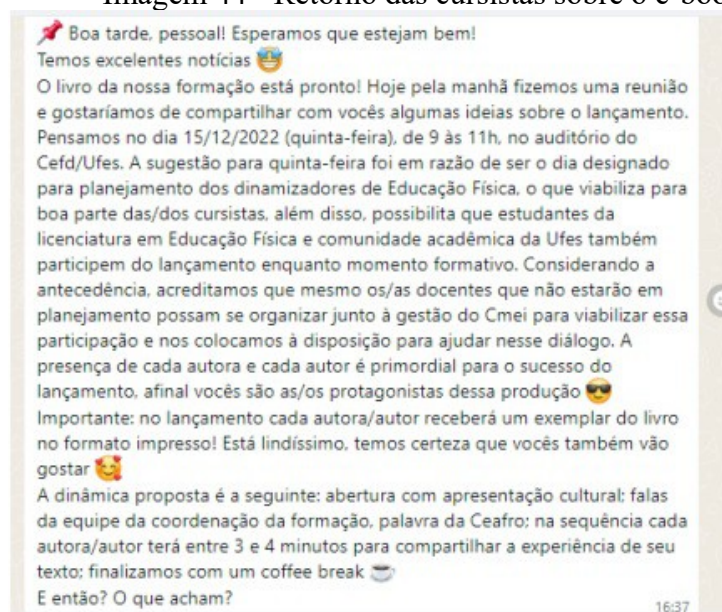 Imagem 44 - Retorno das cursistas sobre o e-boo
📌 Boa tarde, pessoal! Esperamos que estejam bem!
Temos excelentes notícias 🤩
O livro da nossa formação está pronto! Hoje pela manhã fizemos uma reunião
e gostaríamos de compartilhar com vocês algumas ideias sobre o lançamento.
Pensamos no dia 15/12/2022 (quinta-feira), de 9 às 11h, no auditório do
Cefd/Ufes. A sugestão para quinta-feira foi em razão de ser o dia designado
para planejamento dos dinamizadores de Educação Física, o que viabiliza para
boa parte das/dos cursistas, além disso, possibilita que estudantes da
licenciatura em Educação Física e comunidade acadêmica da Ufes também
participem do lançamento enquanto momento formativo. Considerando a
antecedência, acreditamos que mesmo os/as docentes que não estarão em
planejamento possam se organizar junto à gestão do Cmei para viabilizar essa
participação e nos colocamos à disposição para ajudar nesse diálogo. A
presença de cada autora e cada autor é primordial para o sucesso do
lançamento, afinal vocês são as/os protagonistas dessa produção 😎
Importante: no lançamento cada autora/autor receberá um exemplar do livro
no formato impresso! Está lindíssimo, temos certeza que vocês também vão
gostar 🥰
A dinâmica proposta é a seguinte: abertura com apresentação cultural; falas
da equipe da coordenação da formação, palavra da Ceafro; na sequência cada
autora/autor terá entre 3 e 4 minutos para compartilhar a experiência de seu
texto; finalizamos com um coffee break ☕
E então? O que acham?
16:37